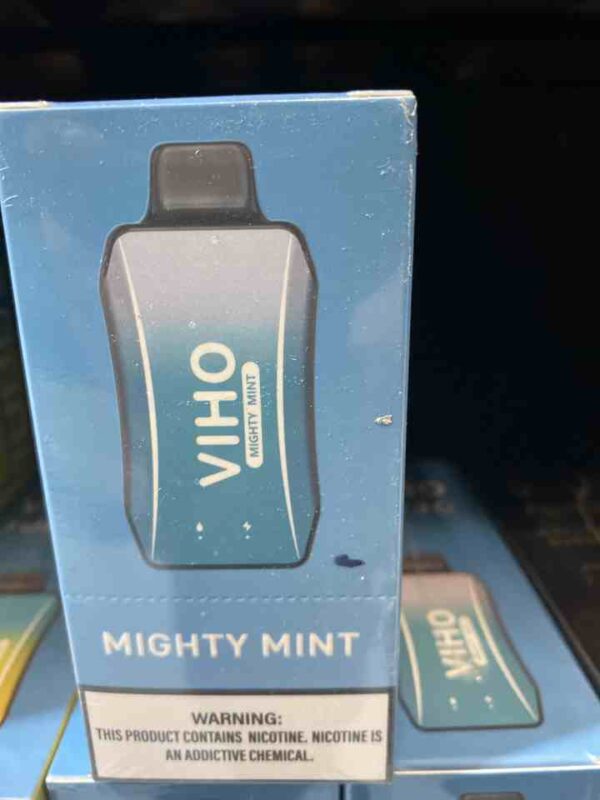 VIHO
MIGHTY MINT
MIGHTY MINT
WARNING:
THIS PRODUCT CONTAINS NICOTINE. NICOTINE IS
AN ADDICTIVE CHEMICAL.
VIHO